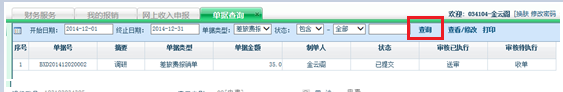 财务服务 我的报销 网上收入申报 单据查询 欢迎: 034104-金云阁 [换肤 修改密码
开始日期: 2014-12-01 终止日期: 2014-12-31 单据类型: 差旅费报 状态: 包含 - 全部 查询 查看/修改 打印
序号 单据号 摘要 单据类型 单据金额 制单人 状态 审核已执行 审核待执行
1 BXD201412020002 调研 差旅费报销单 35.0 金云阁 已提交 送审 收单